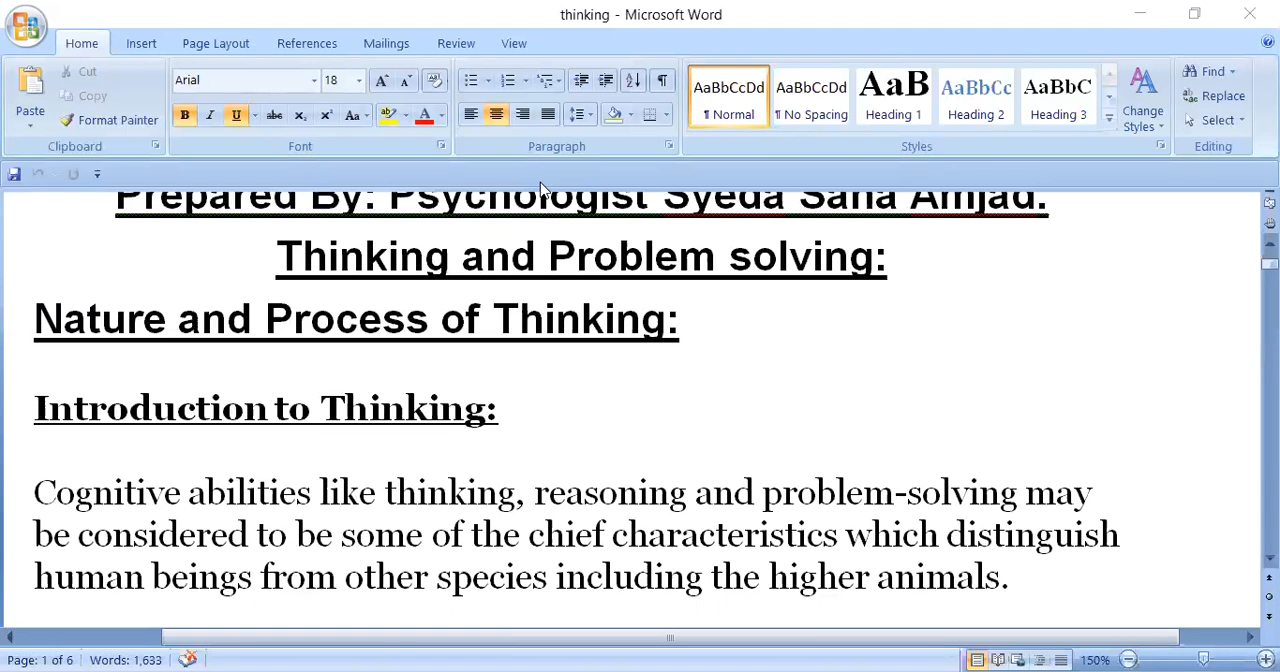 thinking - Microsoft Word
Home Insert Page Layout References Mailings Review View
Paste
Cut
Copy
Format Painter
Clipboard
Arial 18
Font
Paragraph
AaBbCcDd AaBbCcDd AaBbC AaBbCc AaBbC
¶ Normal ¶ No Spacing Heading 1 Heading 2 Heading 3
Change Styles
Styles
Find
Replace
Select
Editing
Prepared By: Psychologist Syeda Sana Amjad.
Thinking and Problem solving:
Nature and Process of Thinking:
Introduction to Thinking:
Cognitive abilities like thinking, reasoning and problem-solving may
be considered to be some of the chief characteristics which distinguish
human beings from other species including the higher animals.
Page: 1 of 6 Words: 1,633 150%